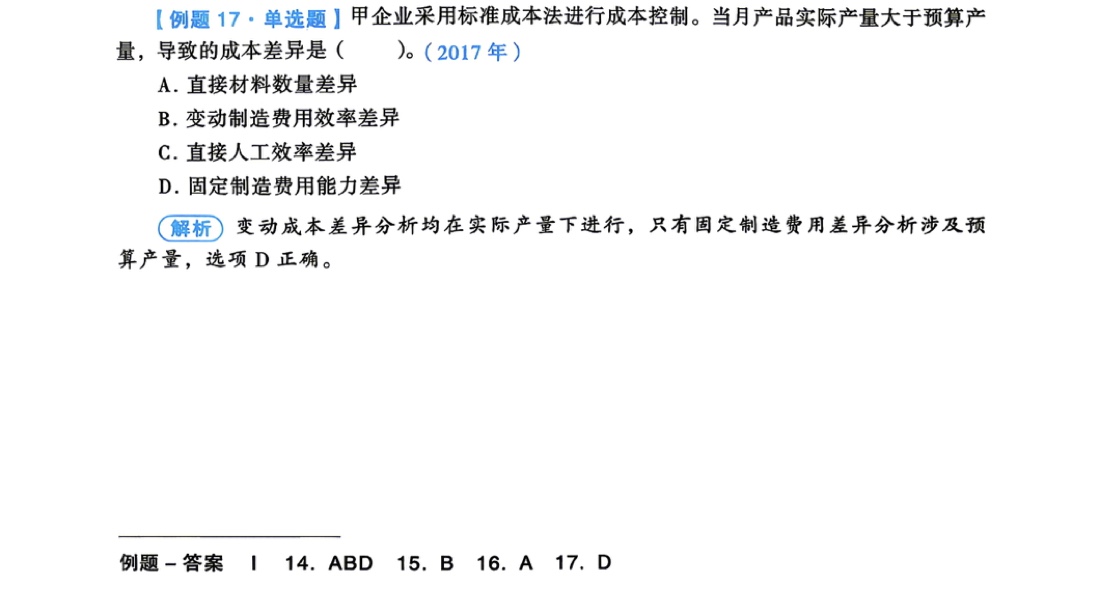 【例题 17·单选题】甲企业采用标准成本法进行成本控制。当月产品实际产量大于预算产
量，导致的成本差异是（　　）。（2017 年）
A. 直接材料数量差异
B. 变动制造费用效率差异
C. 直接人工效率差异
D. 固定制造费用能力差异
解析 变动成本差异分析均在实际产量下进行，只有固定制造费用差异分析涉及预
算产量，选项 D 正确。
例题－答案 | 14. ABD 15. B 16. A 17. D